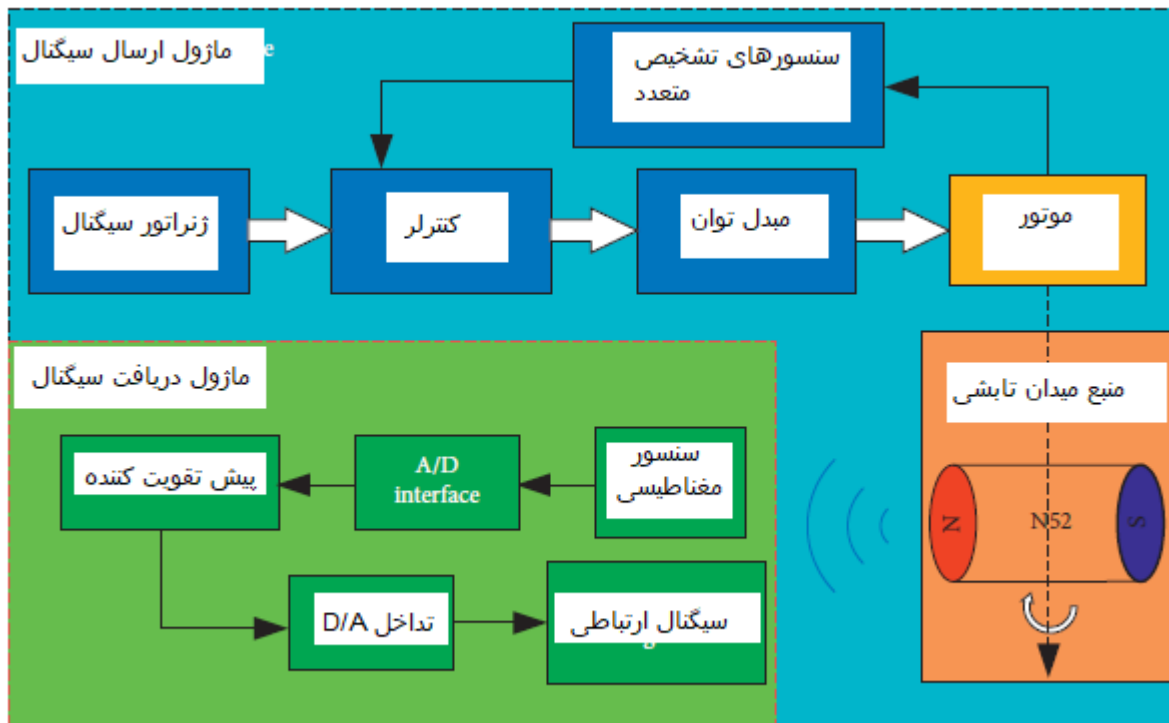 ماژول ارسال سیگنال
e
سنسورهای تشخیص
متعدد
ژنراتور سیگنال
کنترلر
مبدل توان
موتور
منبع میدان تابشی
N
N52
S
ماژول دریافت سیگنال
سنسور
مغناطیسی
A/D
interface
پیش تقویت کننده
تداخل D/A
سیگنال ارتباطی